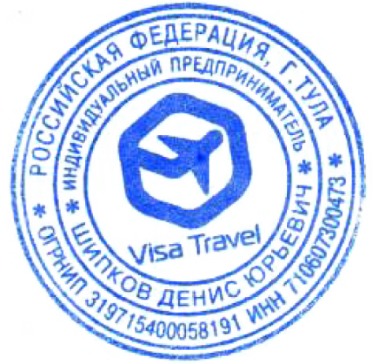 * РОССИЙСКАЯ ФЕДЕРАЦИЯ, Г. ТУЛА *
ОГРНИП 319715400058191 ИНН 710607300473
* ИНДИВИДУАЛЬНЫЙ ПРЕДПРИНИМАТЕЛЬ *
ШИПКОВ ДЕНИС ЮРЬЕВИЧ
Visa Travel